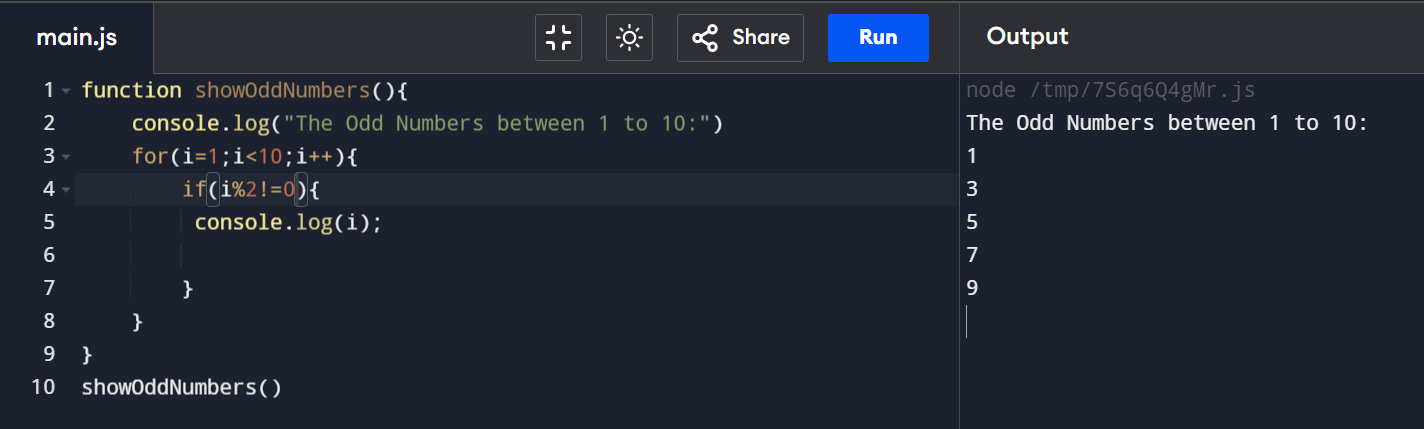 main.js
Share
Run
Output
1 function showOddNumbers(){
2 console.log("The Odd Numbers between 1 to 10:")
3 for(i=1;i<10;i++){
4 if(i%2!=0){
5 console.log(i);
6
7 }
8 }
9 }
10 showOddNumbers()
node /tmp/7S6q6Q4gMr.js
The Odd Numbers between 1 to 10:
1
3
5
7
9